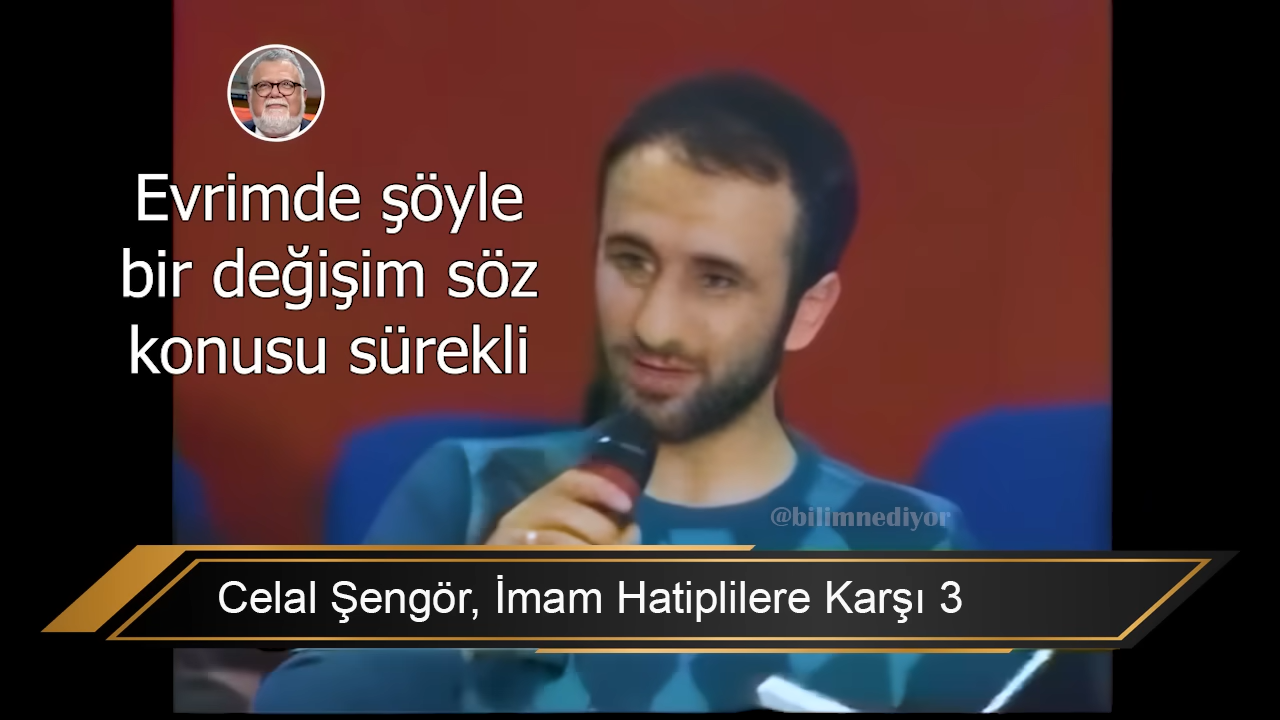 Evrimde şöyle
bir değişim söz
konusu sürekli
@bilimnediyor
Celal Şengör, İmam Hatiplilere Karşı 3